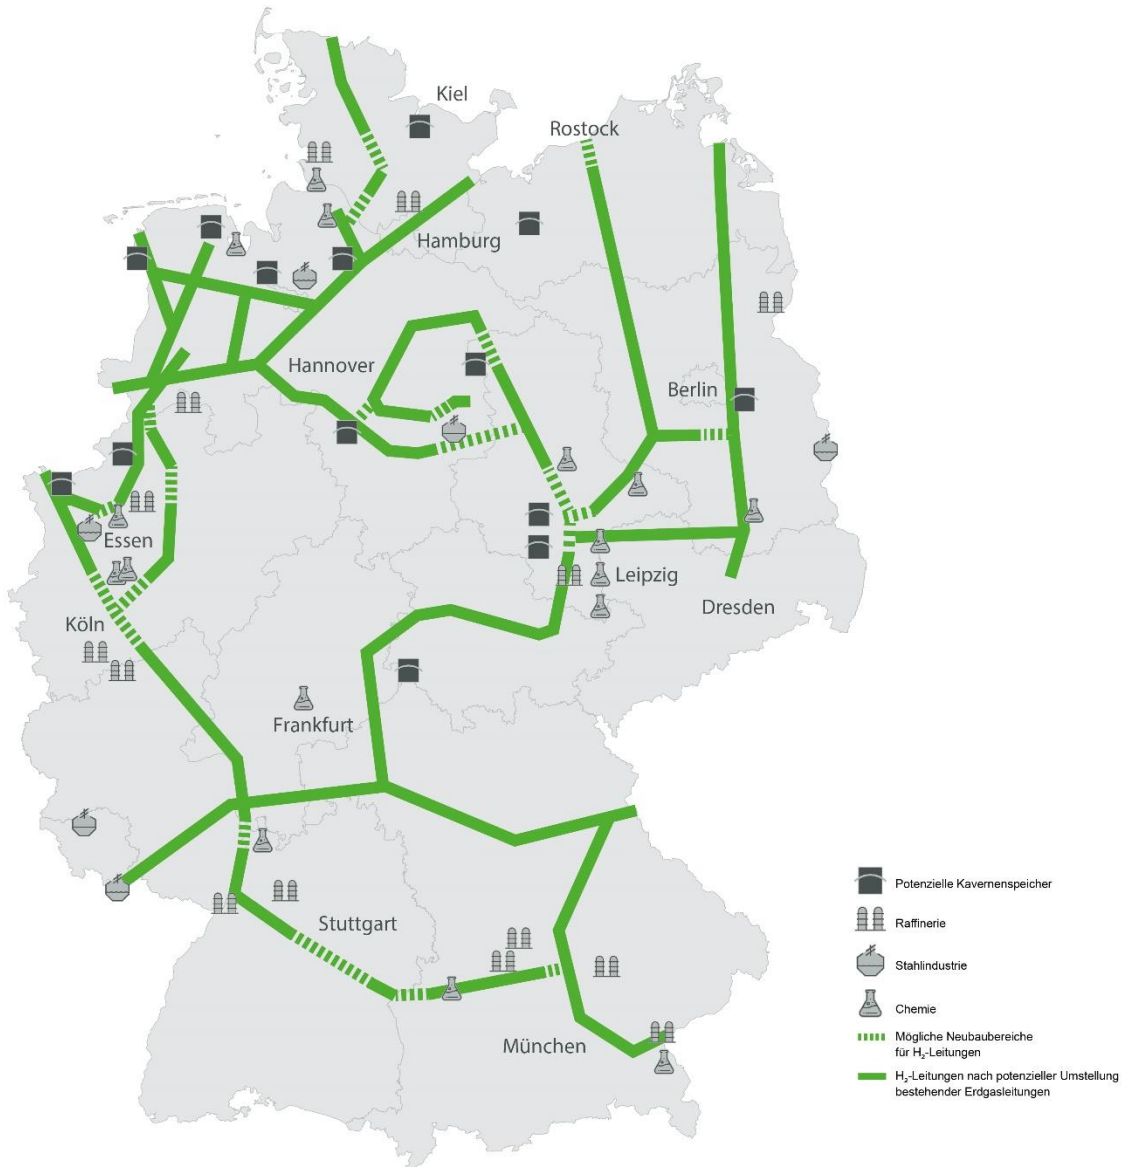 Kiel
Rostock
Hamburg
Hannover
Berlin
Essen
Leipzig
Dresden
Köln
Frankfurt
Stuttgart
München
Potenzielle Kavernenspeicher
Raffinerie
Stahlindustrie
Chemie
Mögliche Neubaubereiche
für H₂-Leitungen
H₂-Leitungen nach potenzieller Umstellung
bestehender Erdgasleitungen